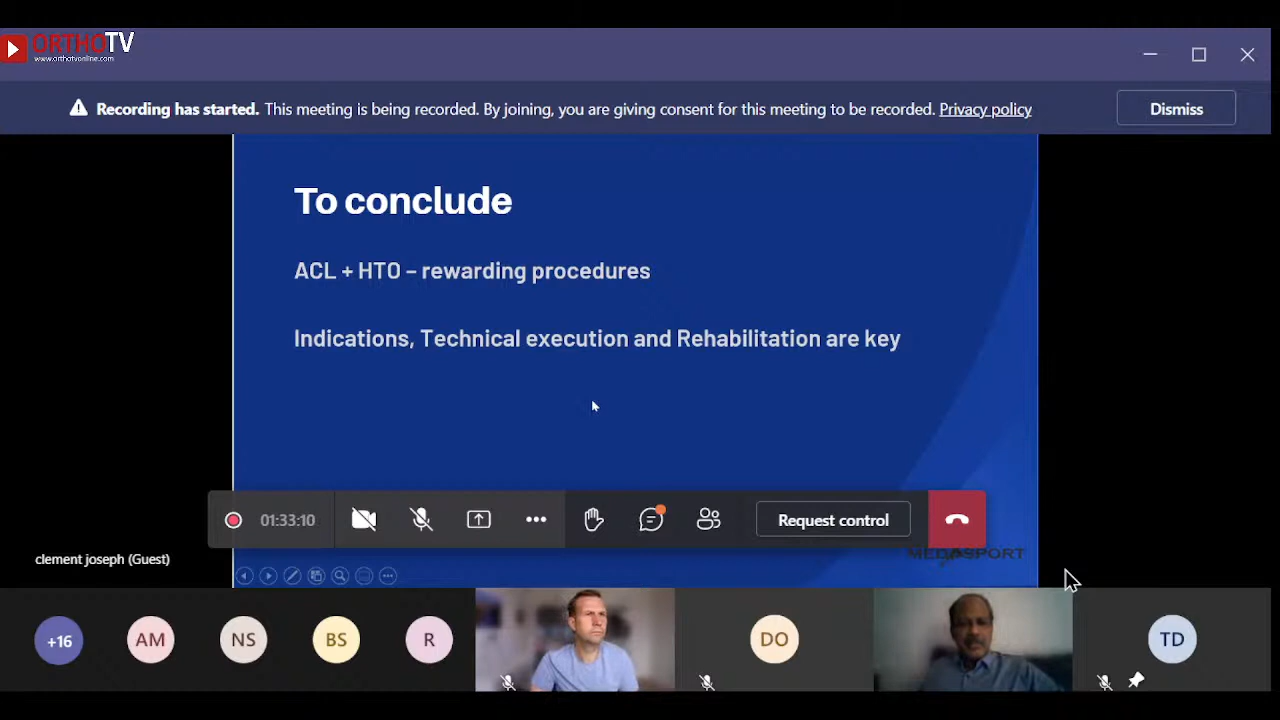 ORTHOTV
www.orthotvonline.com
Recording has started. This meeting is being recorded. By joining, you are giving consent for this meeting to be recorded. Privacy policy
Dismiss
To conclude
ACL + HTO – rewarding procedures
Indications, Technical execution and Rehabilitation are key
01:33:10
Request control
MEDASPORT
clement joseph (Guest)
+16
AM
NS
BS
R
DO
TD